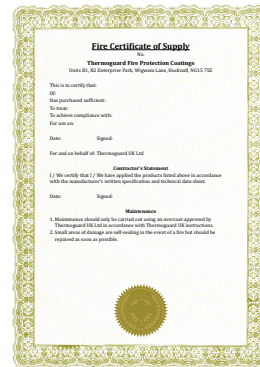 Fire Certificate of Supply
No.
Thermoguard Fire Protection Coatings
Units B1, B2 Enterprise Park, Wigwam Lane, Hucknall, NG15 7SZ
This is to certify that:
Of:
Has purchased sufficient:
To treat:
To achieve compliance with:
For use on:
Date: Signed:
For and on behalf of: Thermoguard UK Ltd
Contractor's Statement
I / We certify that I / We have applied the products listed above in accordance
with the manufacturer's written specification and technical data sheet.
Date: Signed:
Maintenance
1. Maintenance should only be carried out using an overcoat approved by
Thermoguard UK Ltd in accordance with Thermoguard UK instructions.
2. Small areas of damage are self-sealing in the event of a fire but should be
repaired as soon as possible.